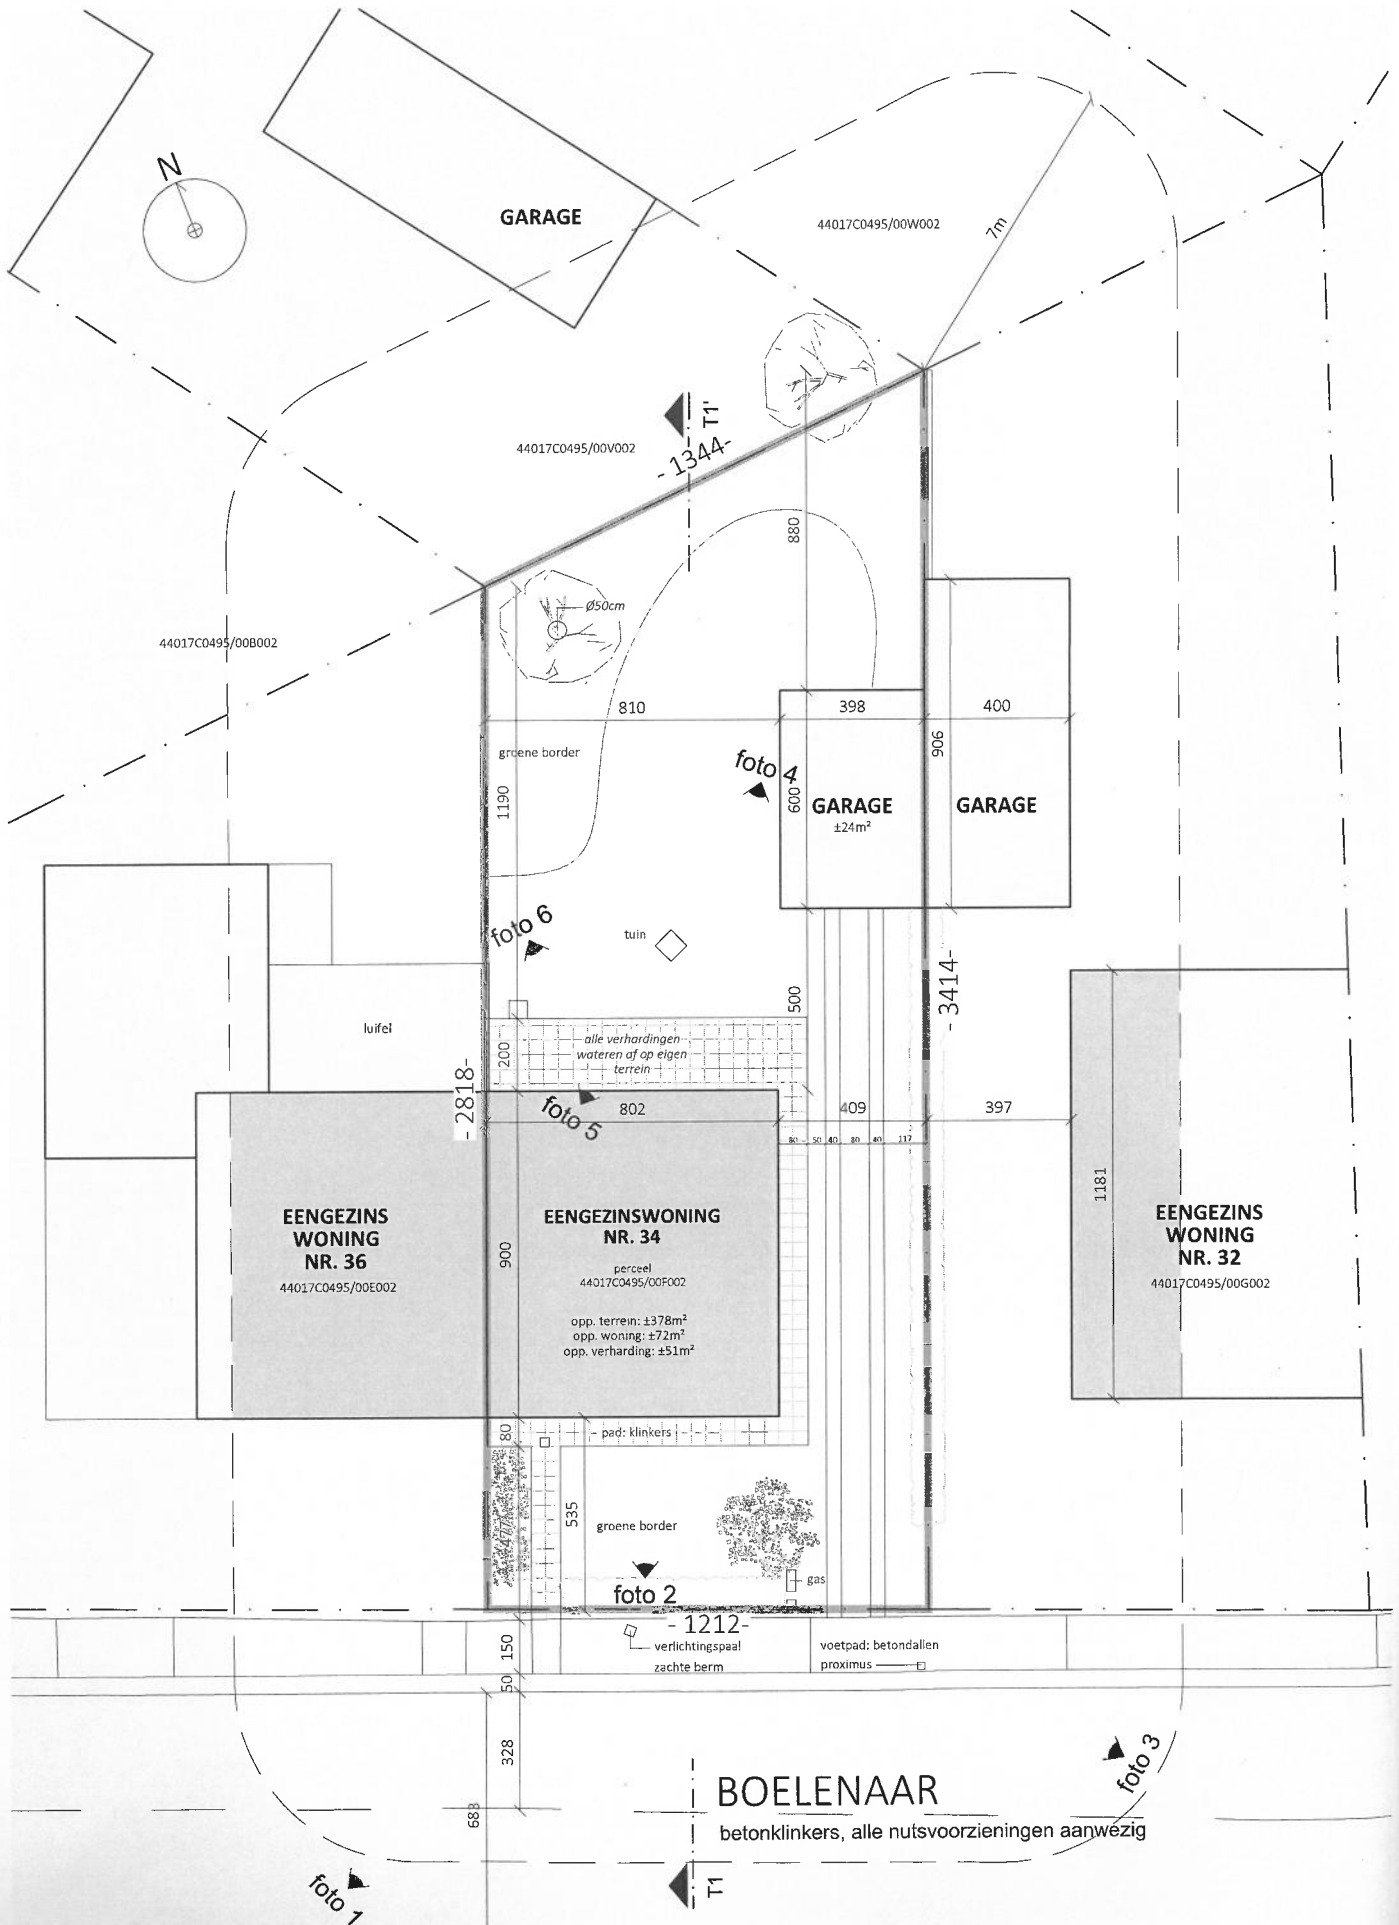 N
GARAGE
44017C0495/00W002
7m
T1'
- 1344-
44017C0495/00V002
880
Ø50cm
44017C0495/00B002
810
398
400
groene border
foto 4
906
1190
600
GARAGE
±24m²
GARAGE
foto 6
tuin
- 3414-
500
luifel
alle verhardingen
wateren af op eigen
terrein
200
- 2818-
foto 5
802
409
397
80
50
40
80
40
117
1181
EENGEZINS
WONING
NR. 36
44017C0495/00E002
EENGEZINSWONING
NR. 34
perceel
44017C0495/00F002
opp. terrein: ±378m²
opp. woning: ±72m²
opp. verharding: ±51m²
900
EENGEZINS
WONING
NR. 32
44017C0495/00G002
80
pad: klinkers
477
535
groene border
foto 2
gas
- 1212-
150
verlichtingspaal
zachte berm
voetpad: betondallen
proximus
50
328
683
foto 3
BOELENAAR
betonklinkers, alle nutsvoorzieningen aanwezig
foto 1
T1